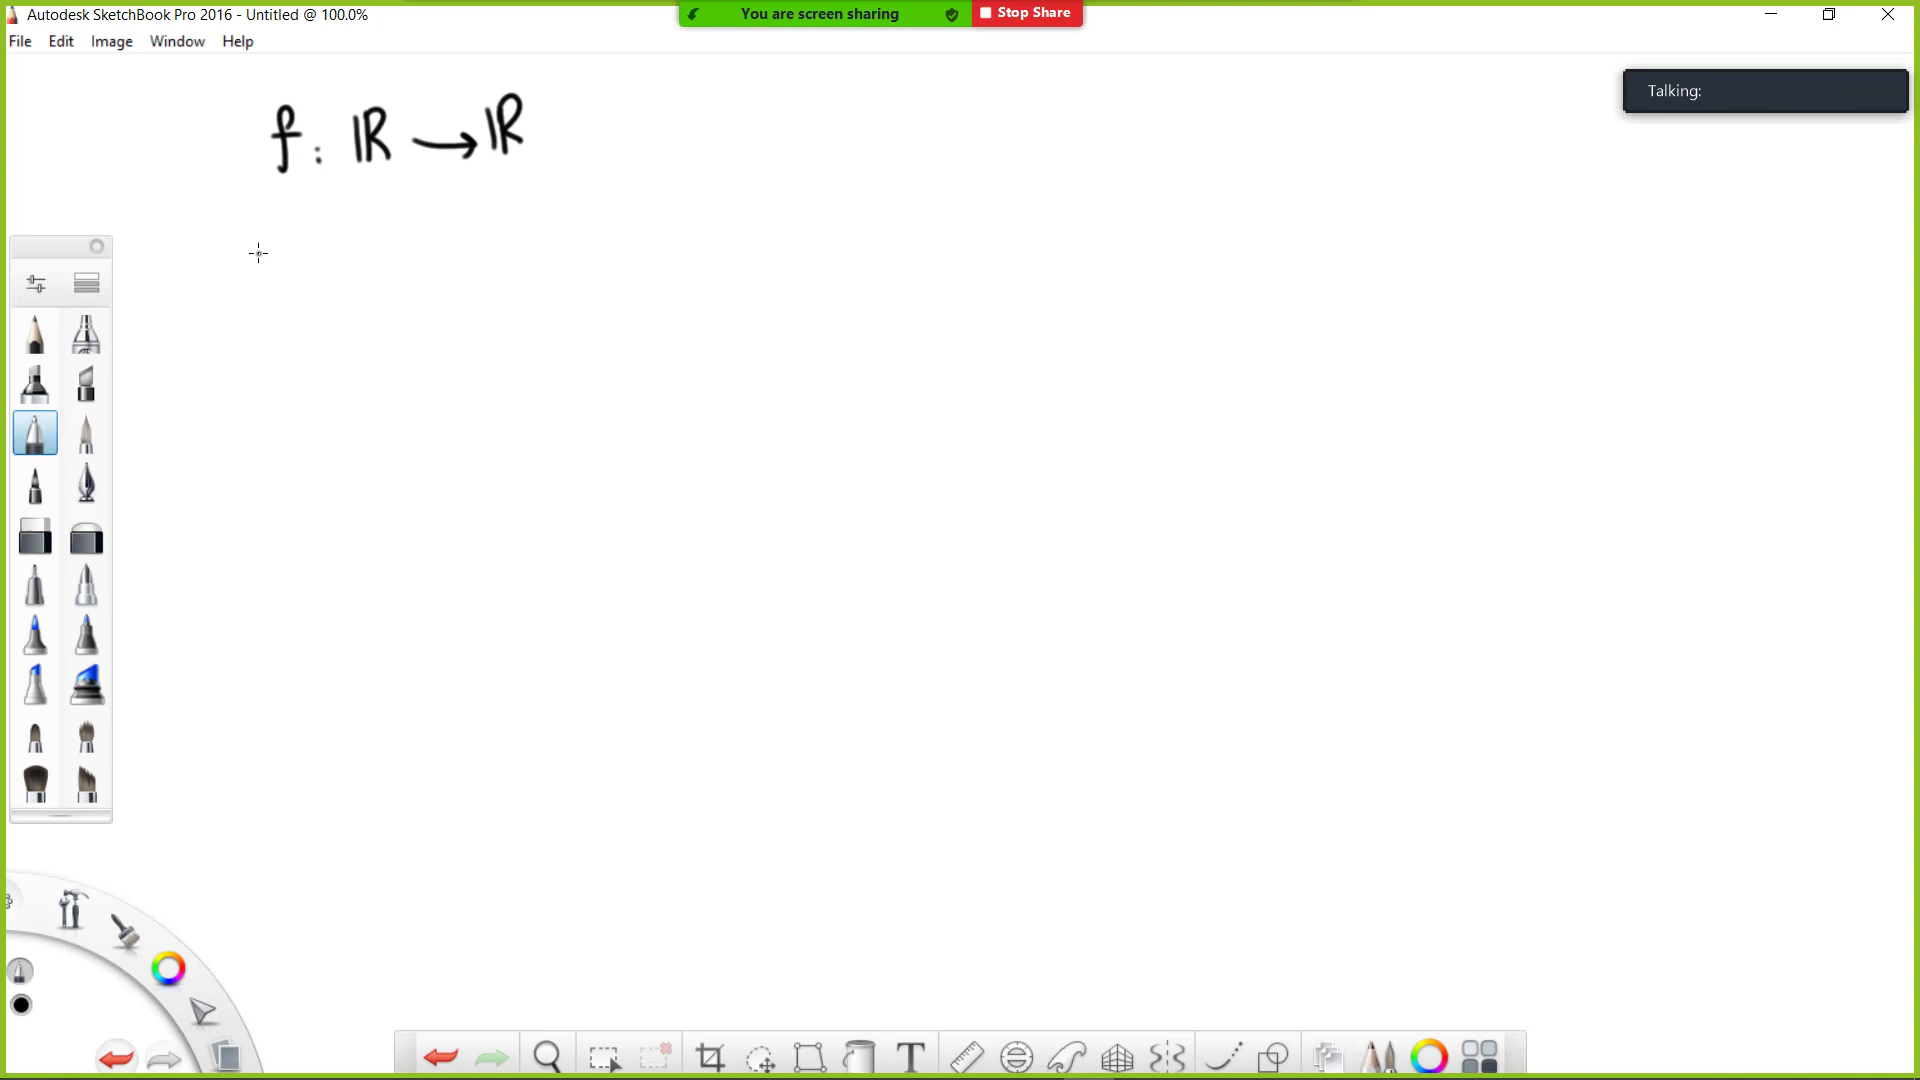 Autodesk SketchBook Pro 2016 - Untitled @ 100.0%
You are screen sharing
Stop Share
File Edit Image Window Help
Talking:
f: ℝ → ℝ
T